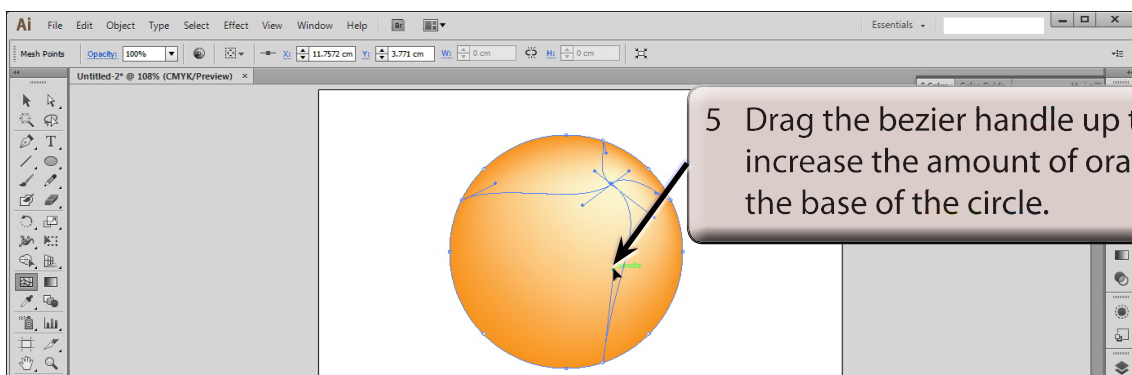 Ai File Edit Object Type Select Effect View Window Help Br Essentials
Mesh Points Opacity: 100% X: 11.7572 cm Y: 3.771 cm W: 0 cm H: 0 cm
Untitled-2* @ 108% (CMYK/Preview) ×
5 Drag the bezier handle up
increase the amount of
the base of the circle.